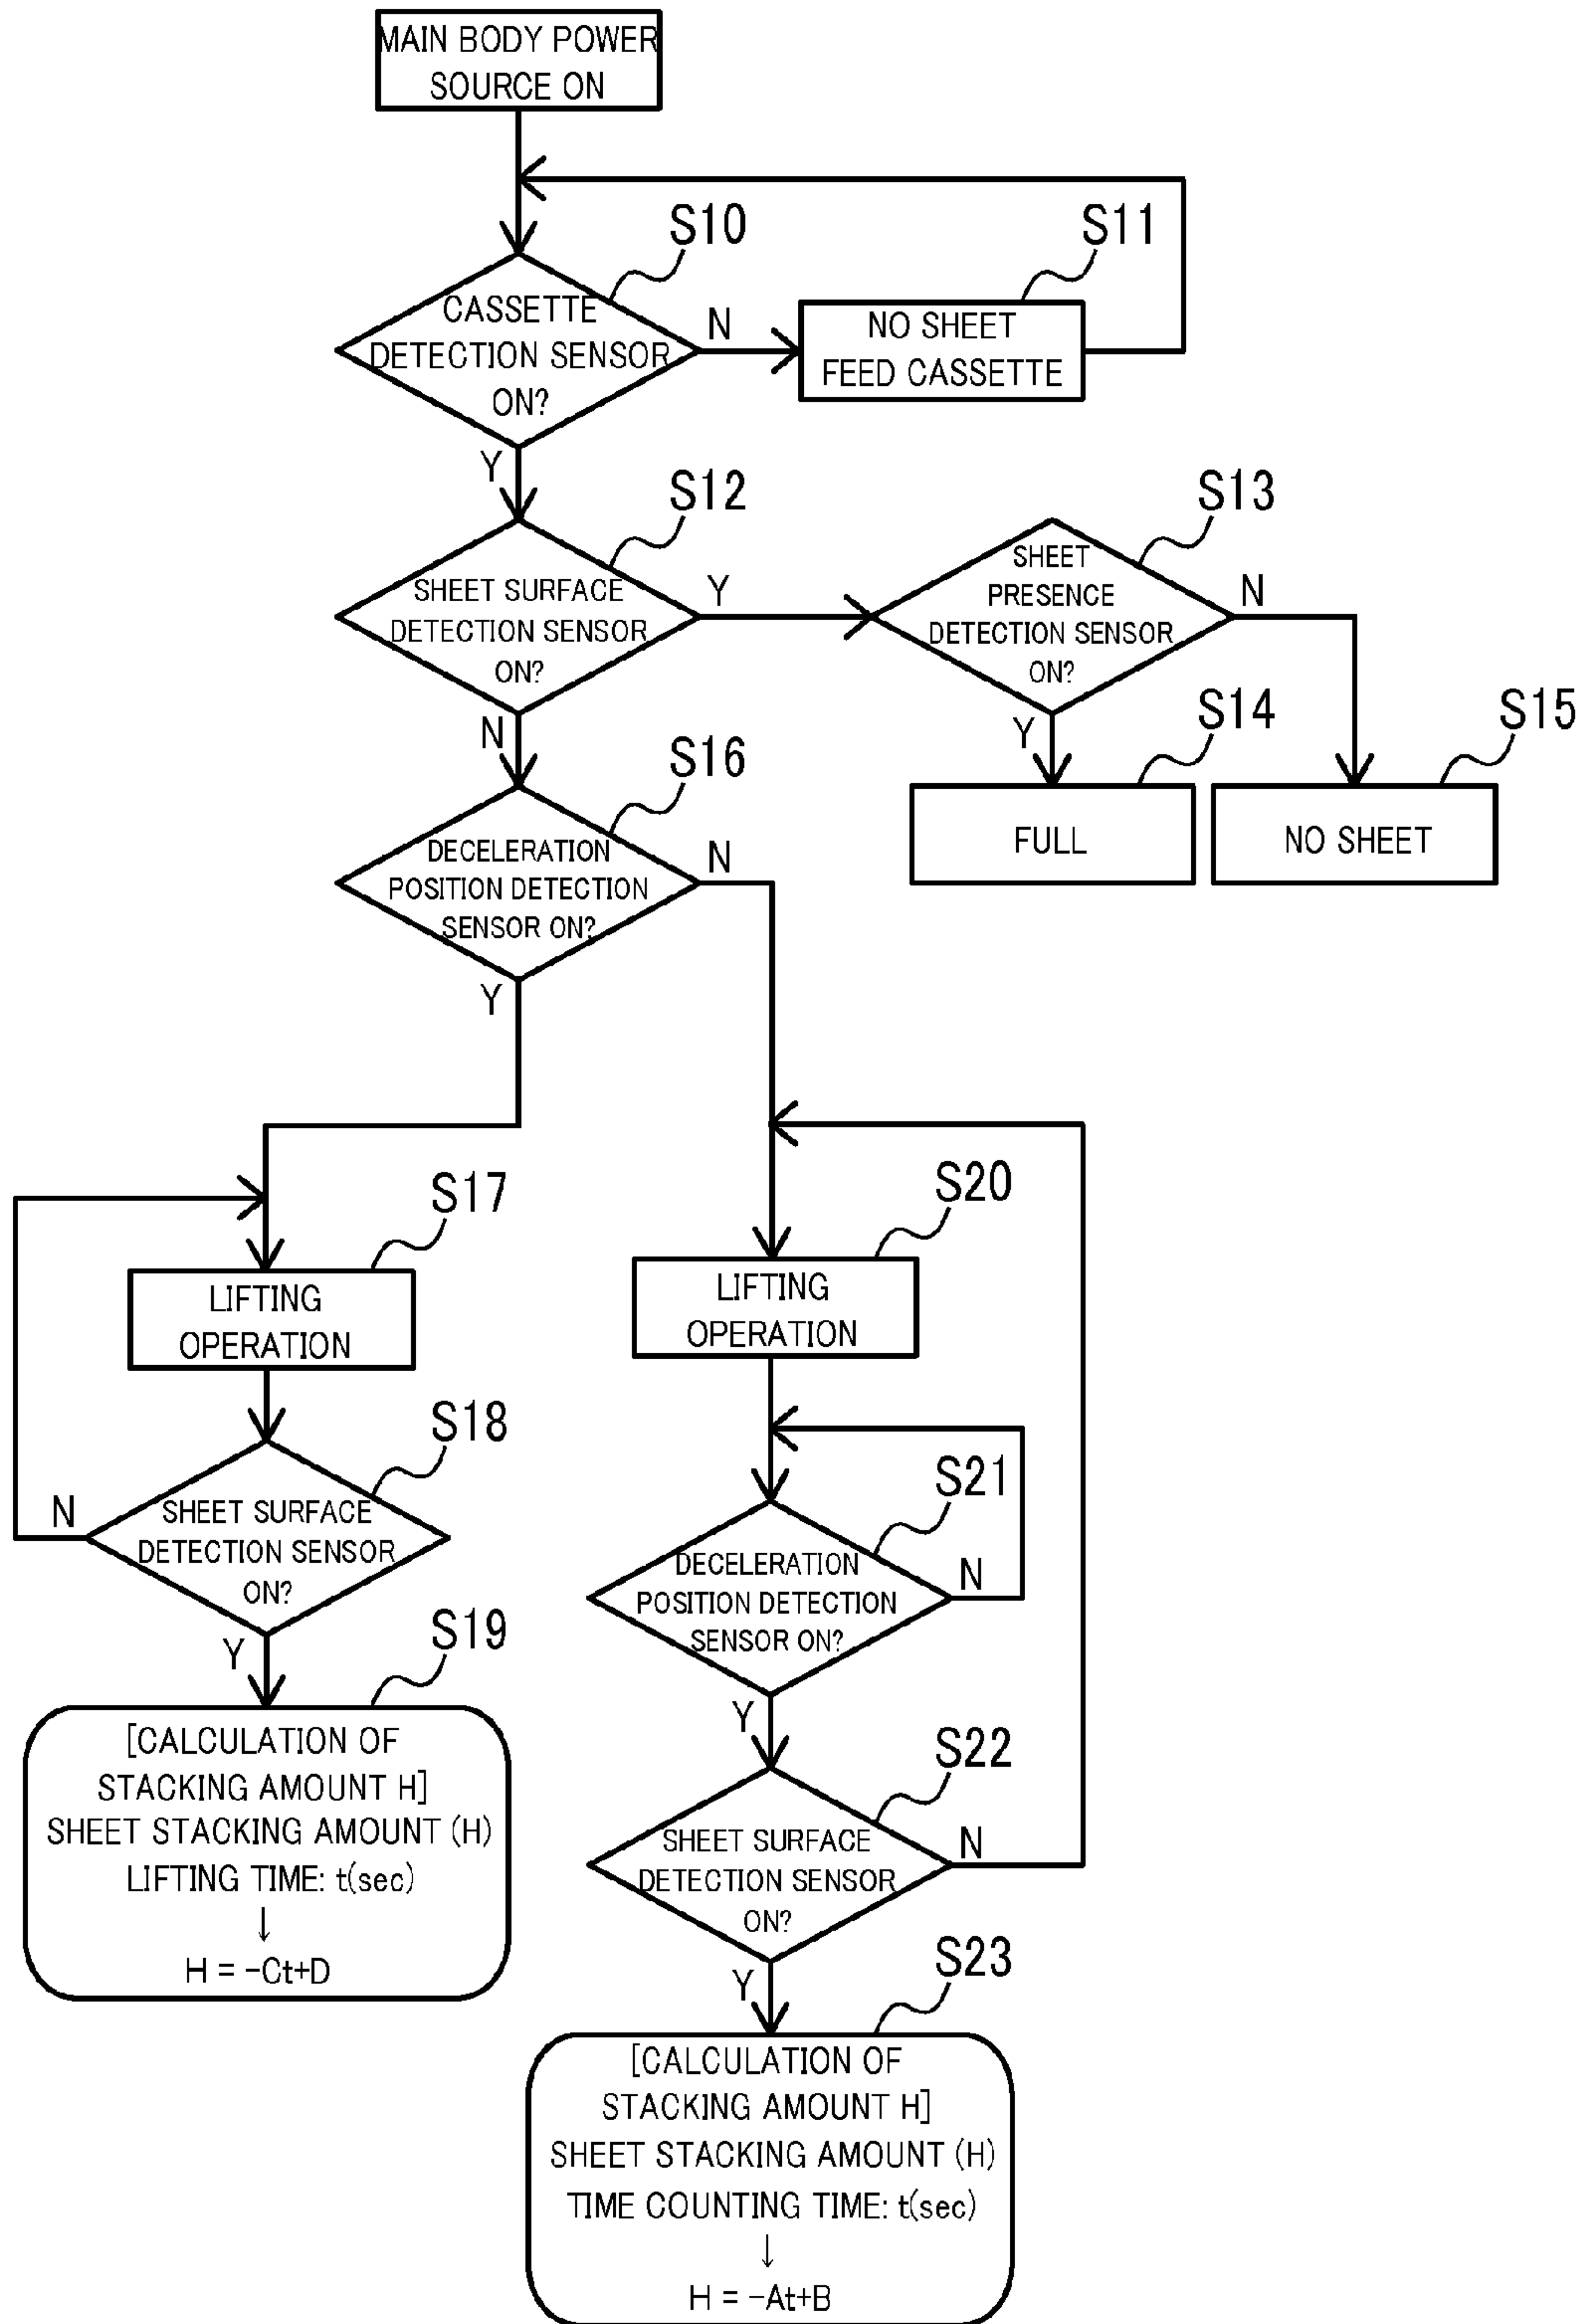 MAIN BODY POWER
SOURCE ON
S10
CASSETTE
DETECTION SENSOR
ON?
N
Y
S11
NO SHEET
FEED CASSETTE
S12
SHEET SURFACE
DETECTION SENSOR
ON?
Y
N
S13
SHEET
PRESENCE
DETECTION SENSOR
ON?
N
Y
S14
FULL
S15
NO SHEET
S16
DECELERATION
POSITION DETECTION
SENSOR ON?
N
Y
S17
LIFTING
OPERATION
S18
SHEET SURFACE
DETECTION SENSOR
ON?
N
Y
S19
[CALCULATION OF
STACKING AMOUNT H]
SHEET STACKING AMOUNT (H)
LIFTING TIME: t(sec)
↓
H = -Ct+D
S20
LIFTING
OPERATION
S21
DECELERATION
POSITION DETECTION
SENSOR ON?
N
Y
S22
SHEET SURFACE
DETECTION SENSOR
ON?
N
Y
S23
[CALCULATION OF
STACKING AMOUNT H]
SHEET STACKING AMOUNT (H)
TIME COUNTING TIME: t(sec)
↓
H = -At+B